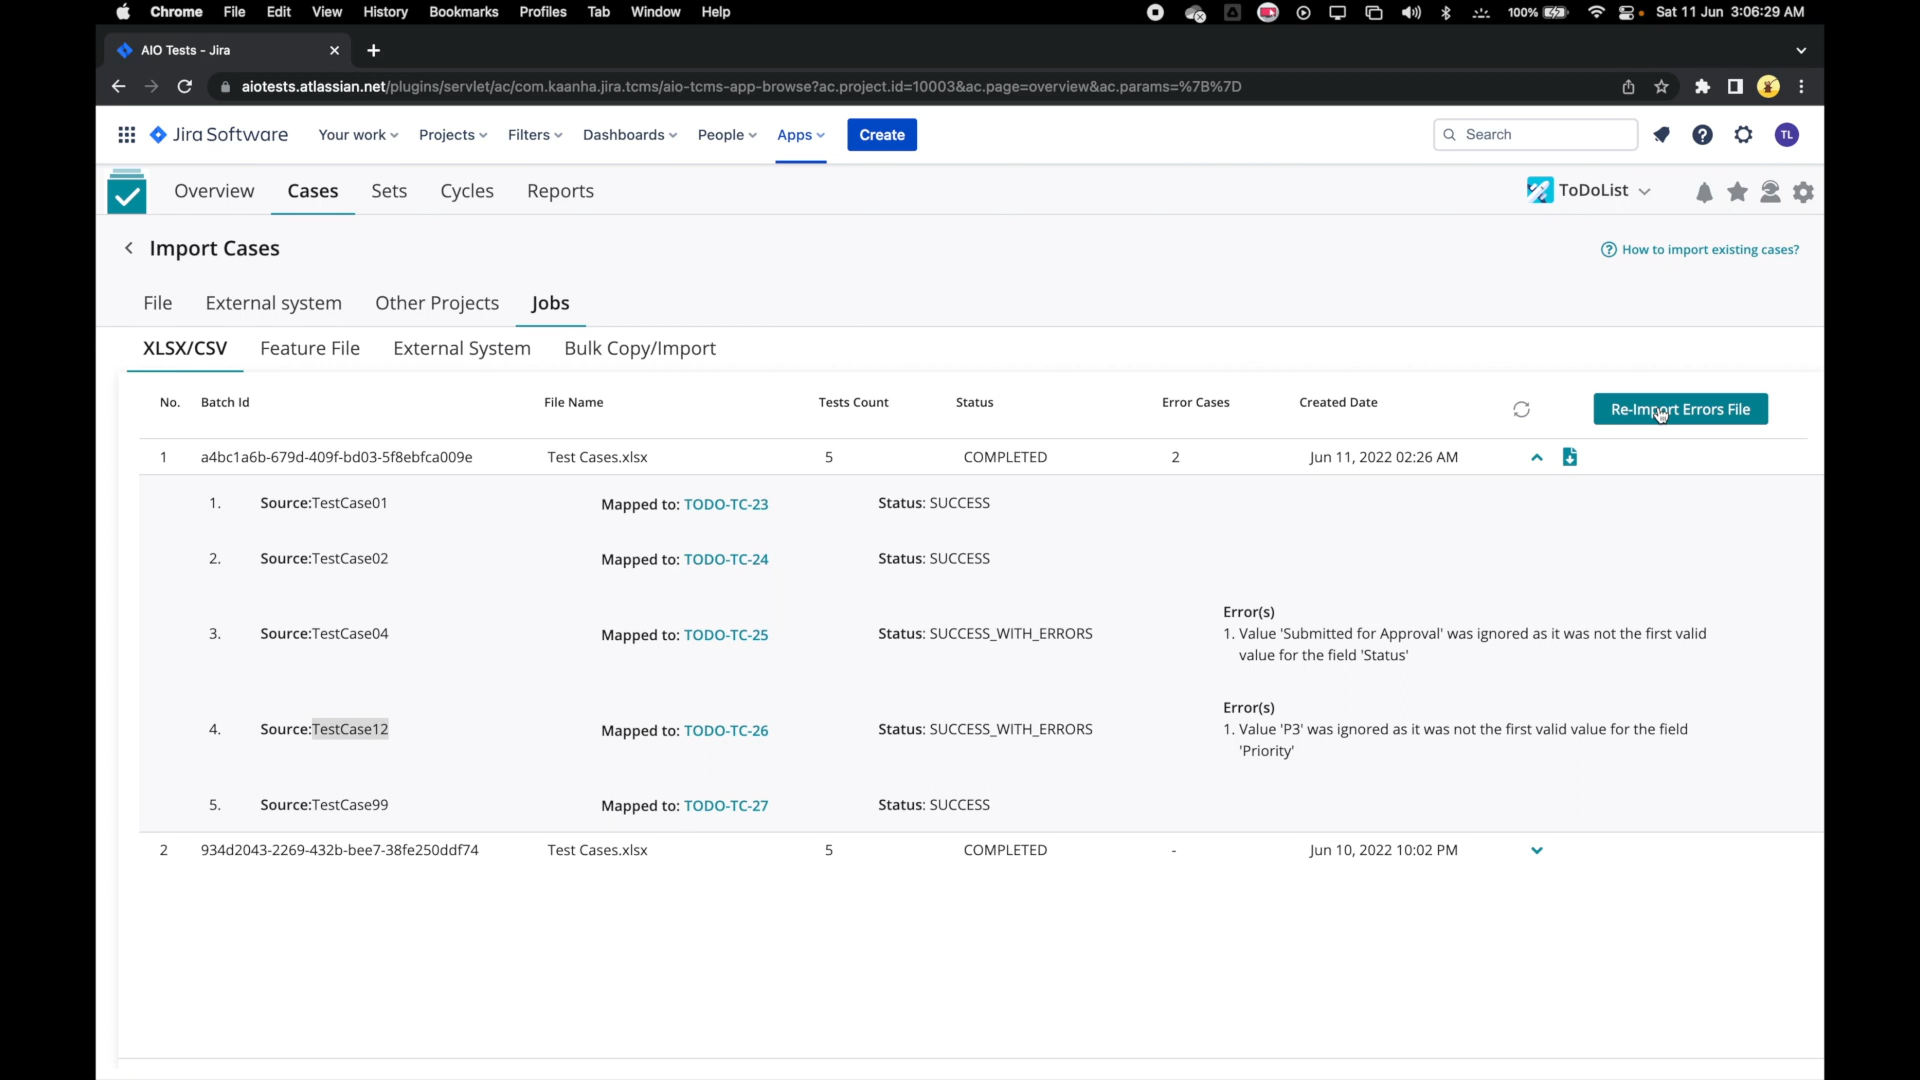 Chrome File Edit View History Bookmarks Profiles Tab Window Help 100% Sat 11 Jun 3:06:29 AM
AIO Tests - Jira
aiotests.atlassian.net/plugins/servlet/ac/com.kaanha.jira.tcms/aio-tcms-app-browse?ac.project.id=10003&ac.page=overview&ac.params=%7B%7D
Jira Software Your work Projects Filters Dashboards People Apps Create Search TL
Overview Cases Sets Cycles Reports ToDoList
Import Cases How to import existing cases?
File External system Other Projects Jobs
XLSX/CSV Feature File External System Bulk Copy/Import
No. Batch Id File Name Tests Count Status Error Cases Created Date Re-Import Errors File
1 a4bc1a6b-679d-409f-bd03-5f8ebfca009e Test Cases.xlsx 5 COMPLETED 2 Jun 11, 2022 02:26 AM
1. Source:TestCase01 Mapped to: TODO-TC-23 Status: SUCCESS
2. Source:TestCase02 Mapped to: TODO-TC-24 Status: SUCCESS
Error(s)
3. Source:TestCase04 Mapped to: TODO-TC-25 Status: SUCCESS_WITH_ERRORS 1. Value 'Submitted for Approval' was ignored as it was not the first valid
value for the field 'Status'
Error(s)
4. Source:TestCase12 Mapped to: TODO-TC-26 Status: SUCCESS_WITH_ERRORS 1. Value 'P3' was ignored as it was not the first valid value for the field
'Priority'
5. Source:TestCase99 Mapped to: TODO-TC-27 Status: SUCCESS
2 934d2043-2269-432b-bee7-38fe250ddf74 Test Cases.xlsx 5 COMPLETED - Jun 10, 2022 10:02 PM